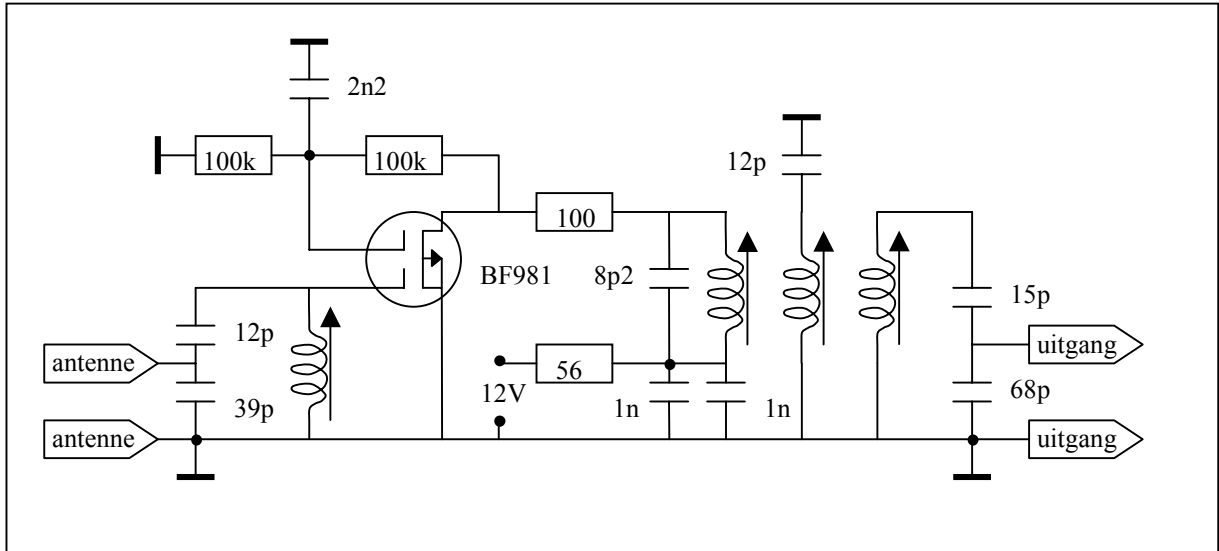 2n2
100k
100k
12p
100
BF981
8p2
15p
12p
antenne
uitgang
56
12V
39p
1n
1n
68p
antenne
uitgang